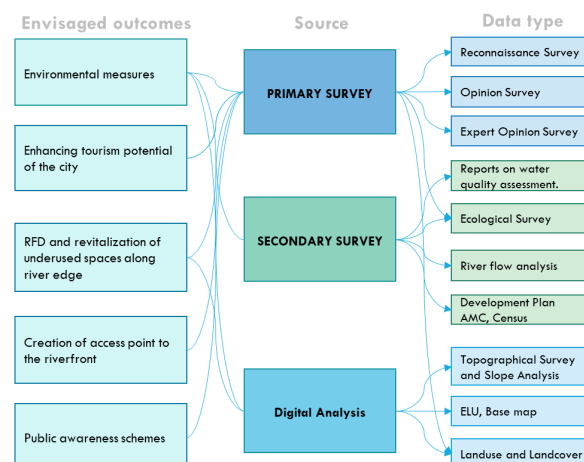 Envisaged outcomes
Source
Data type
Environmental measures
Enhancing tourism potential
of the city
RFD and revitalization of
underused spaces along
river edge
Creation of access point to
the riverfront
Public awareness schemes
PRIMARY SURVEY
SECONDARY SURVEY
Digital Analysis
Reconnaissance Survey
Opinion Survey
Expert Opinion Survey
Reports on water
quality assessment.
Ecological Survey
River flow analysis
Development Plan
AMC, Census
Topographical Survey
and Slope Analysis
ELU, Base map
Landuse and Landcover